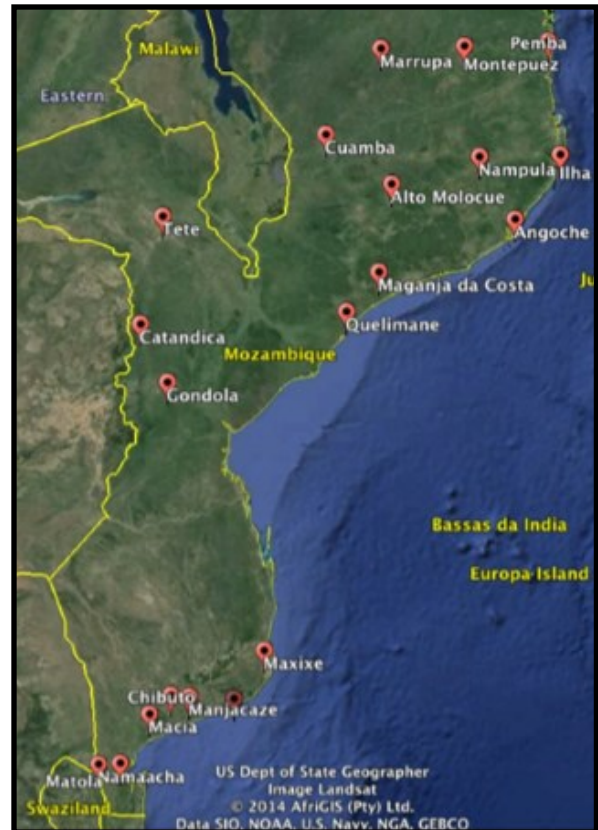 Malawi
Pemba
Marrupa
Montepuez
Eastern
Cuamba
Nampula
Ilha
Alto Molocue
Tete
Angoche
Maganja da Costa
Ju
Quelimane
Catandica
Mozambique
Gondola
Bassas da India
Europa Island
Maxixe
Chibuto
Manjacaze
Macia
Matola
Namaacha
Swaziland
US Dept of State Geographer
Image Landsat
© 2014 AfriGIS (Pty) Ltd.
Data SIO, NOAA, U.S. Navy, NGA, GEBCO